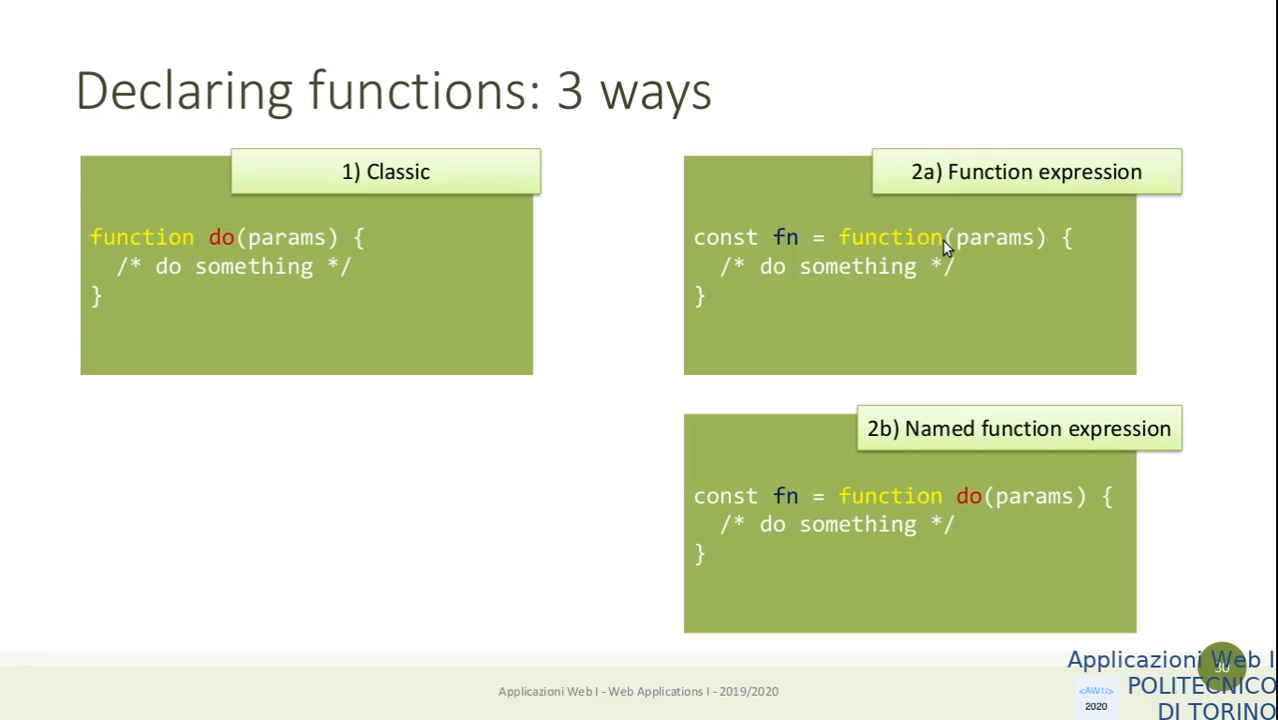 Declaring functions: 3 ways
1) Classic
function do(params) {
  /* do something */
}
2a) Function expression
const fn = function(params) {
  /* do something */
}
2b) Named function expression
const fn = function do(params) {
  /* do something */
}
Applicazioni Web I - Web Applications I - 2019/2020
30
Applicazioni Web I
POLITECNICO
DI TORINO
<AW1/>
2020